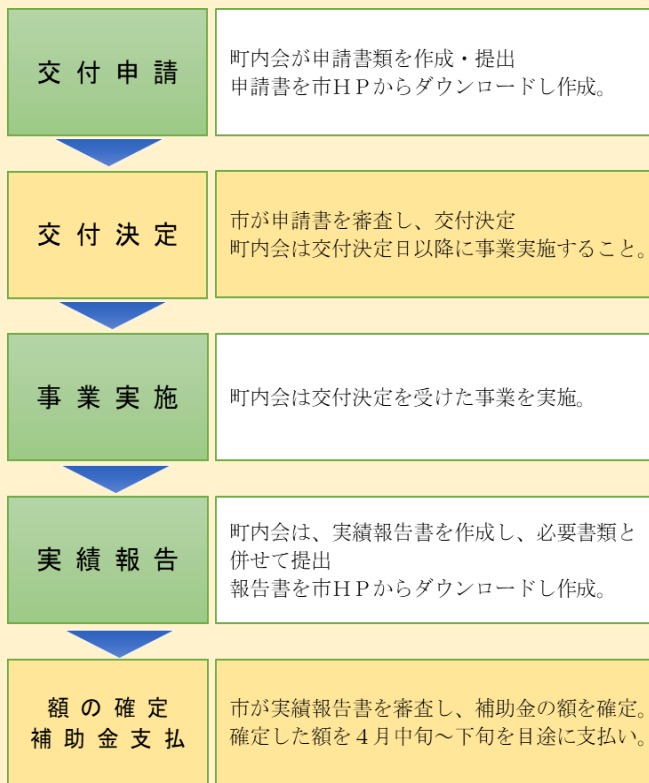 交付申請
町内会が申請書類を作成・提出
申請書を市ＨＰからダウンロードし作成。
交付決定
市が申請書を審査し、交付決定
町内会は交付決定日以降に事業実施すること。
事業実施
町内会は交付決定を受けた事業を実施。
実績報告
町内会は、実績報告書を作成し、必要書類と
併せて提出
報告書を市ＨＰからダウンロードし作成。
額の確定
補助金支払
市が実績報告書を審査し、補助金の額を確定。
確定した額を４月中旬～下旬を目途に支払い。